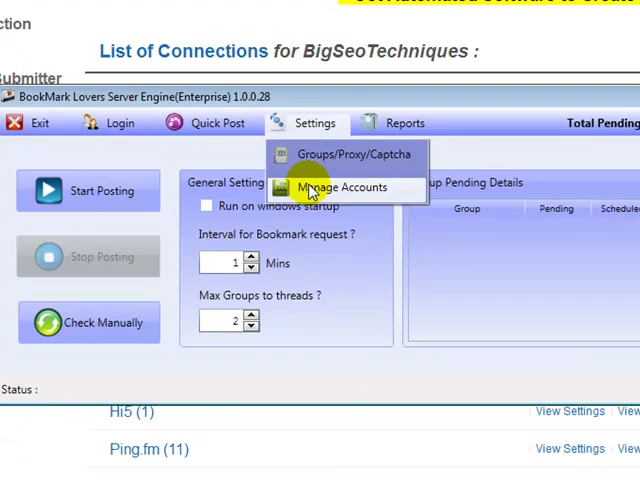 ction
List of Connections for BigSeoTechniques :
Submitter
BookMark Lovers Server Engine(Enterprise) 1.0.0.28
Exit Login Quick Post Settings Reports Total Pending
Groups/Proxy/Captcha
Manage Accounts
Start Posting
General Setting
up Pending Details
Run on windows startup
Group Pending Schedule
Interval for Bookmark request ?
1 Mins
Stop Posting
Max Groups to threads ?
2
Check Manually
Status :
Hi5 (1) View Settings View
Ping.fm (11) View Settings View